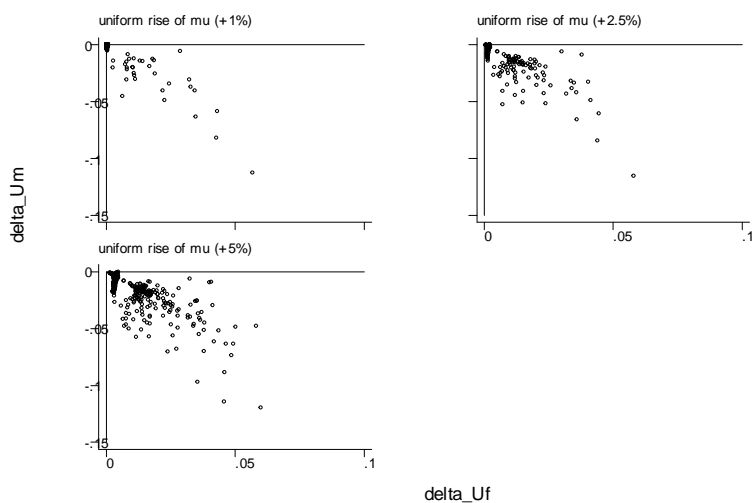 uniform rise of mu (+1%)
uniform rise of mu (+2.5%)
0
-.05
-.1
-.15
0
.05
.1
uniform rise of mu (+5%)
0
-.05
-.1
-.15
0
.05
.1
delta_Um
delta_Uf